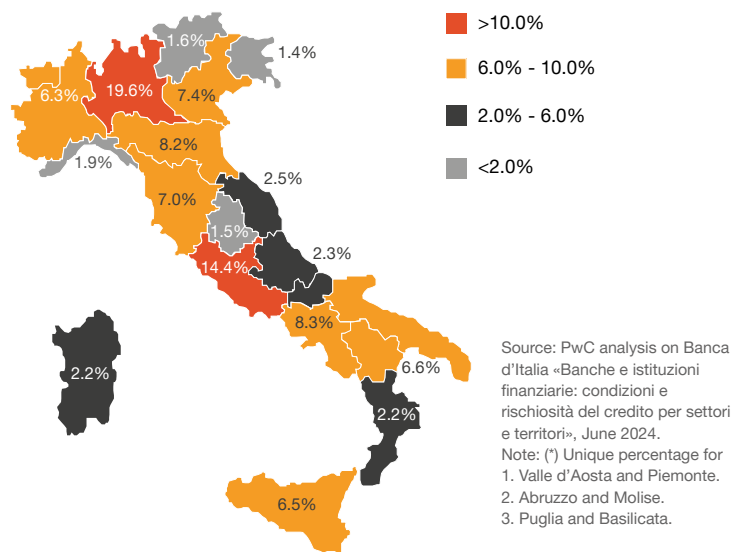 >10.0%
6.0% - 10.0%
2.0% - 6.0%
<2.0%
1.6%
1.4%
6.3%
19.6%
7.4%
8.2%
1.9%
2.5%
7.0%
1.5%
2.3%
14.4%
8.3%
6.6%
2.2%
2.2%
6.5%
Source: PwC analysis on Banca
d'Italia «Banche e istituzioni
finanziarie: condizioni e
rischiosità del credito per settori
e territori», June 2024.
Note: (*) Unique percentage for
1. Valle d'Aosta and Piemonte.
2. Abruzzo and Molise.
3. Puglia and Basilicata.